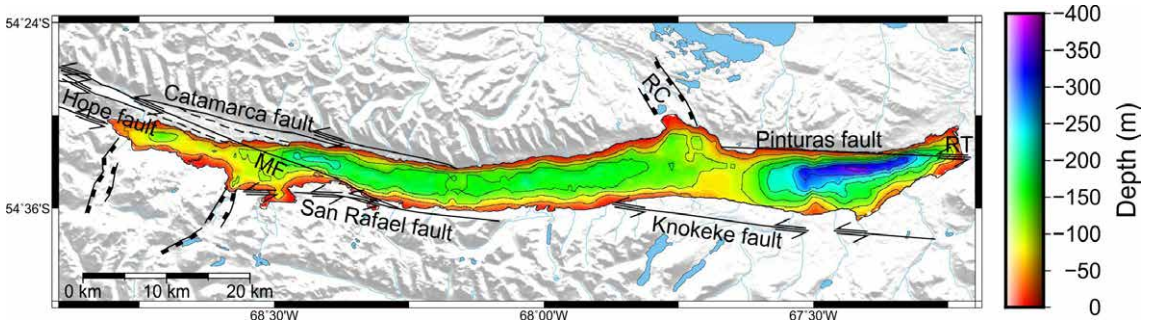 54°24'S
54°36'S
Hope fault
Catamarca fault
MF
San Rafael fault
RC
Pinturas fault
RT
Knokeke fault
0 km 10 km 20 km
68°30'W
68°00'W
67°30'W
−400
−350
−300
−250
−200
−150
−100
−50
0
Depth (m)